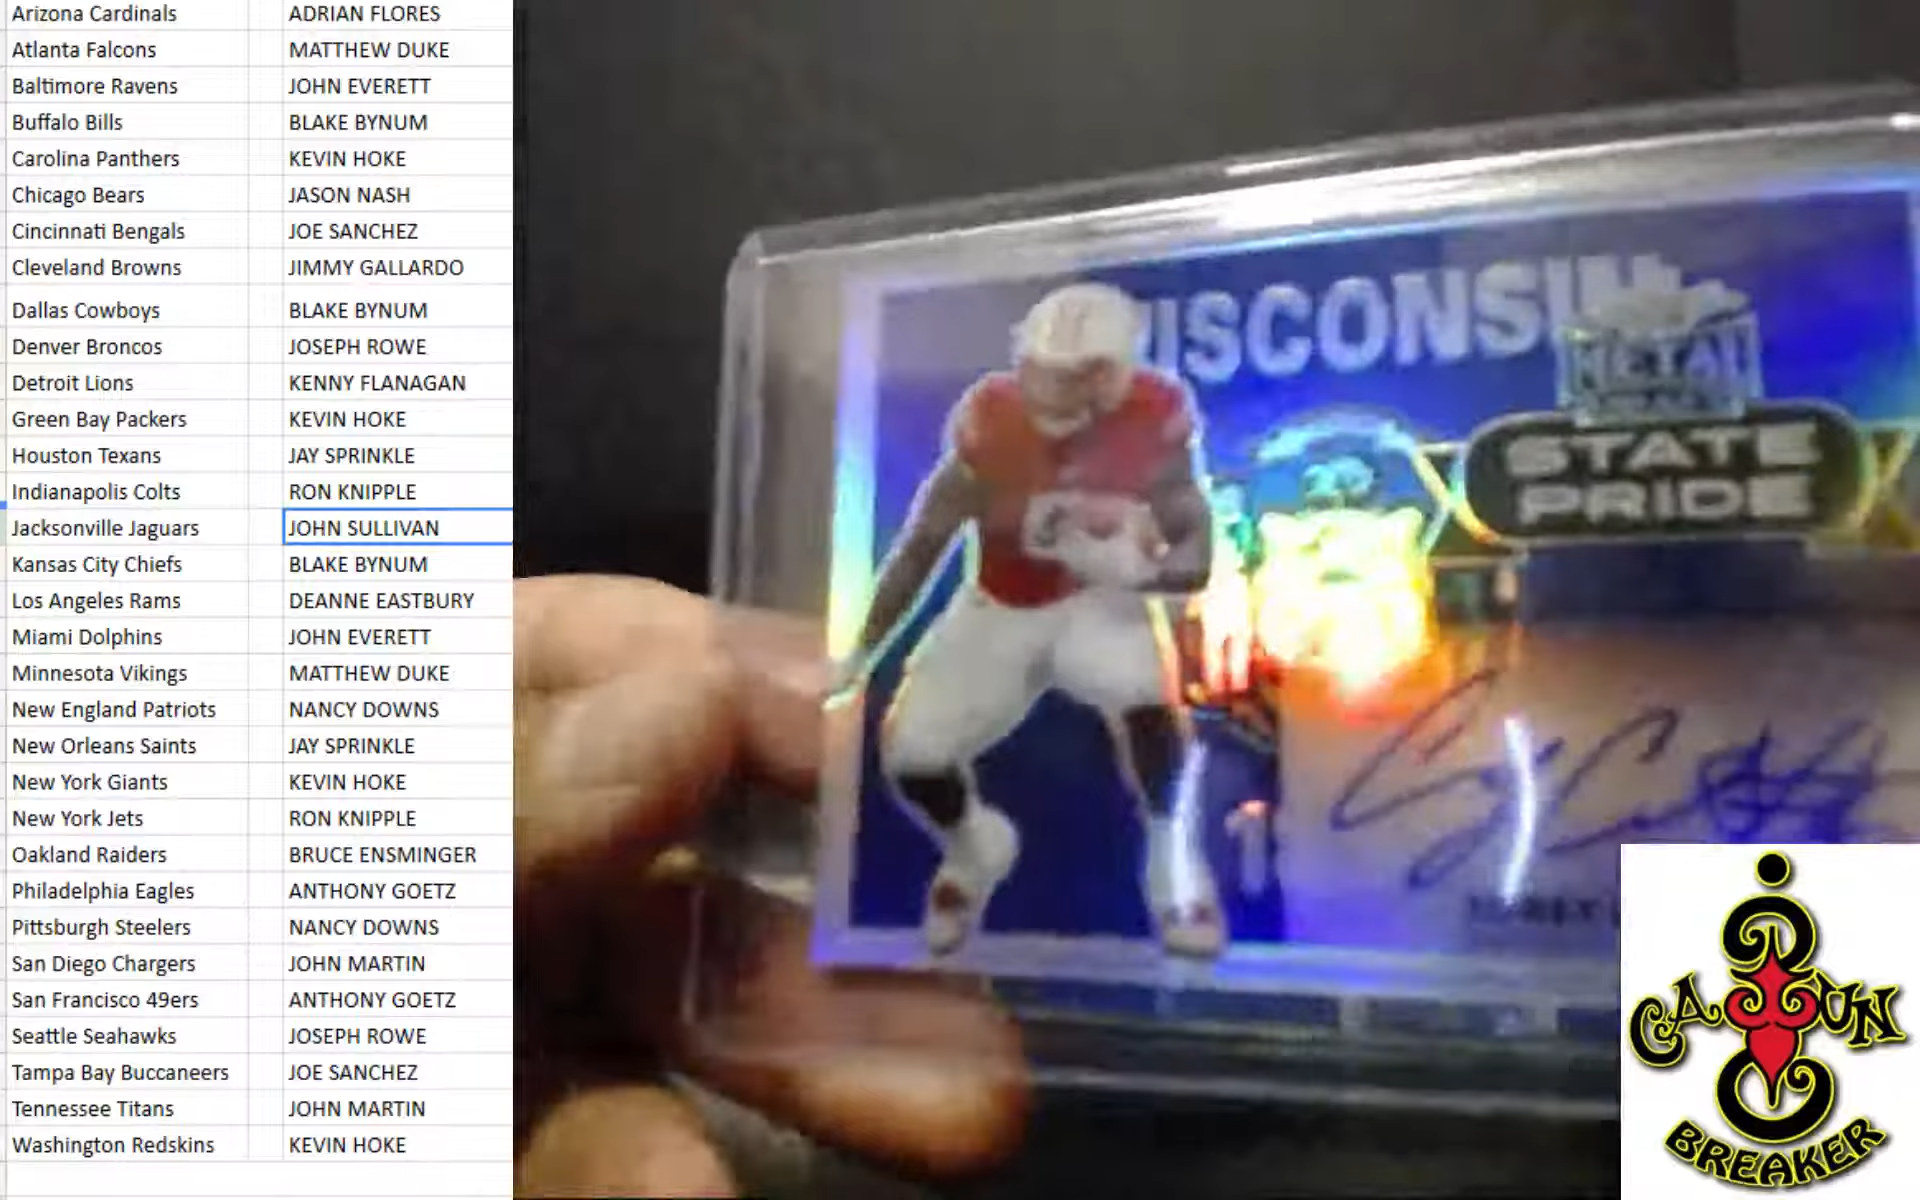 Arizona Cardinals ADRIAN FLORES
Atlanta Falcons MATTHEW DUKE
Baltimore Ravens JOHN EVERETT
Buffalo Bills BLAKE BYNUM
Carolina Panthers KEVIN HOKE
Chicago Bears JASON NASH
Cincinnati Bengals JOE SANCHEZ
Cleveland Browns JIMMY GALLARDO
Dallas Cowboys BLAKE BYNUM
Denver Broncos JOSEPH ROWE
Detroit Lions KENNY FLANAGAN
Green Bay Packers KEVIN HOKE
Houston Texans JAY SPRINKLE
Indianapolis Colts RON KNIPPLE
Jacksonville Jaguars JOHN SULLIVAN
Kansas City Chiefs BLAKE BYNUM
Los Angeles Rams DEANNE EASTBURY
Miami Dolphins JOHN EVERETT
Minnesota Vikings MATTHEW DUKE
New England Patriots NANCY DOWNS
New Orleans Saints JAY SPRINKLE
New York Giants KEVIN HOKE
New York Jets RON KNIPPLE
Oakland Raiders BRUCE ENSMINGER
Philadelphia Eagles ANTHONY GOETZ
Pittsburgh Steelers NANCY DOWNS
San Diego Chargers JOHN MARTIN
San Francisco 49ers ANTHONY GOETZ
Seattle Seahawks JOSEPH ROWE
Tampa Bay Buccaneers JOE SANCHEZ
Tennessee Titans JOHN MARTIN
Washington Redskins KEVIN HOKE
WISCONSIN
METAL
STATE
PRIDE
CAJUN
BREAKER